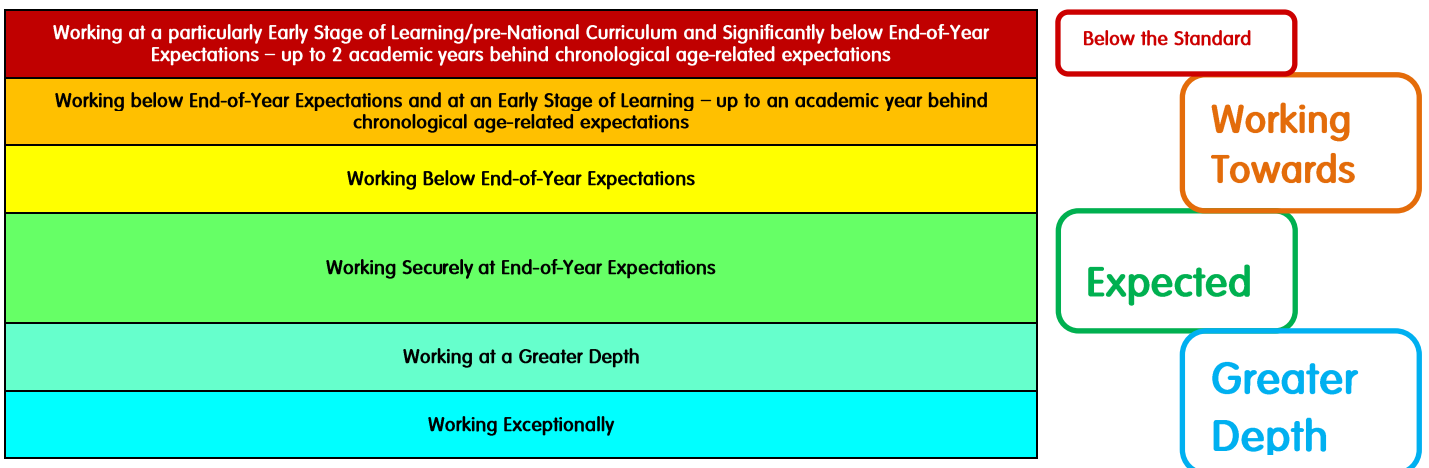 Working at a particularly Early Stage of Learning/pre-National Curriculum and Significantly below End-of-Year
Expectations – up to 2 academic years behind chronological age-related expectations
Below the Standard
Working below End-of-Year Expectations and at an Early Stage of Learning – up to an academic year behind
chronological age-related expectations
Working Below End-of-Year Expectations
Working
Towards
Working Securely at End-of-Year Expectations
Expected
Working at a Greater Depth
Working Exceptionally
Greater
Depth